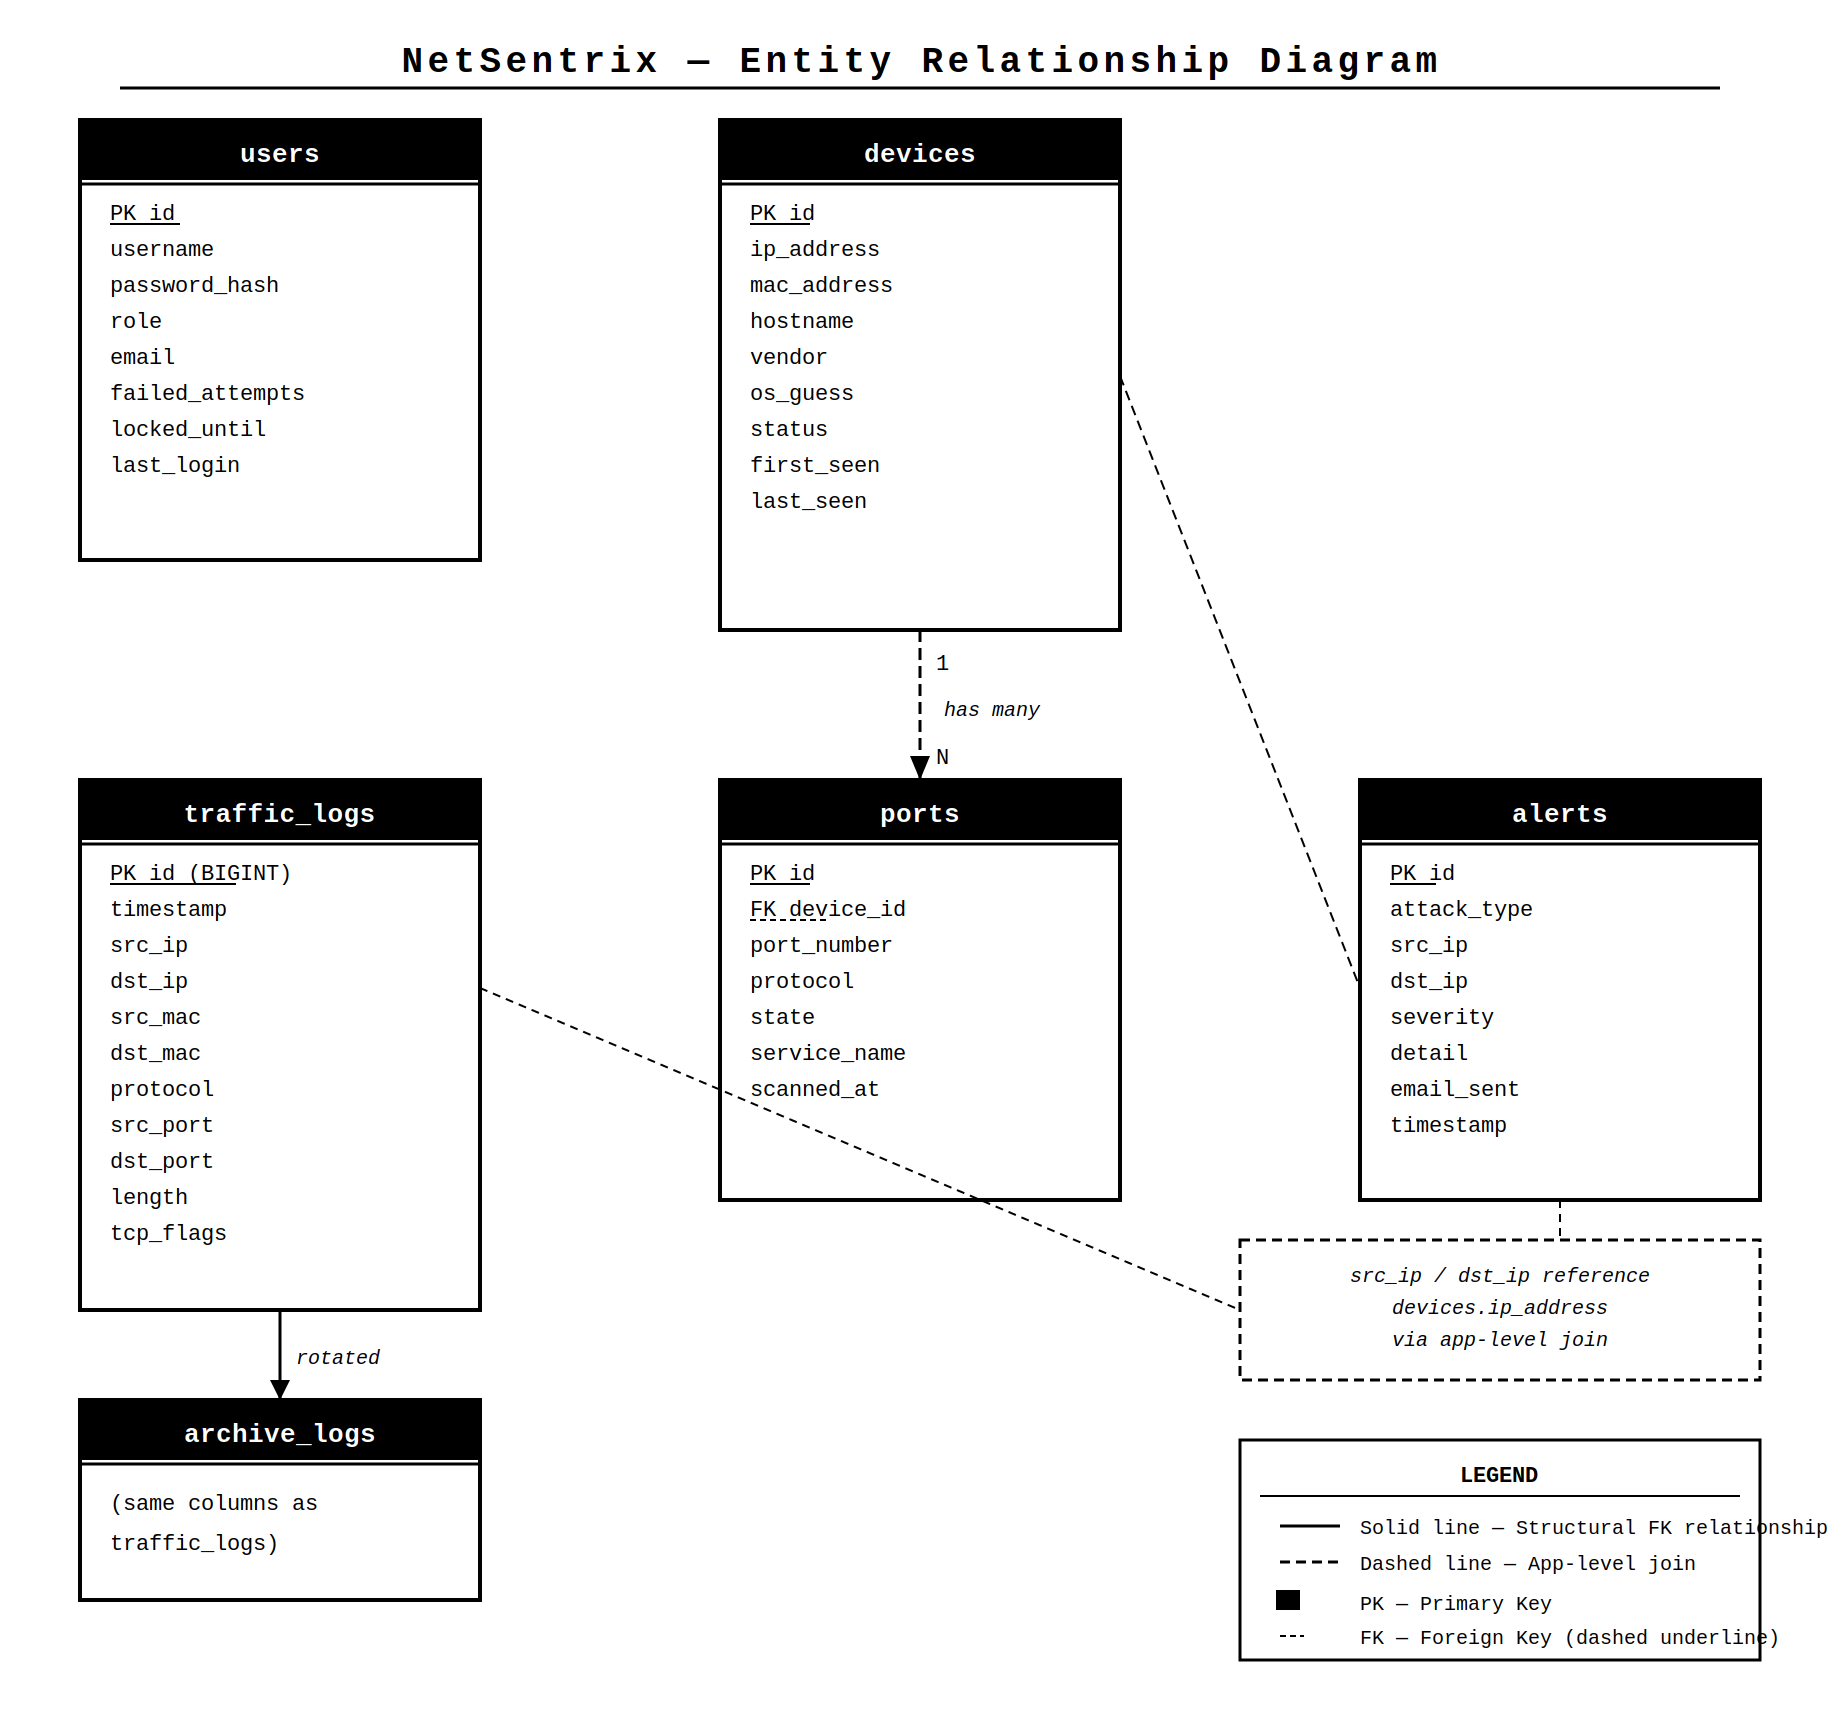 NetSentrix — Entity Relationship Diagram
users
PK id
username
password_hash
role
email
failed_attempts
locked_until
last_login
devices
PK id
ip_address
mac_address
hostname
vendor
os_guess
status
first_seen
last_seen
1
has many
N
traffic_logs
PK id (BIGINT)
timestamp
src_ip
dst_ip
src_mac
dst_mac
protocol
src_port
dst_port
length
tcp_flags
ports
PK id
FK device_id
port_number
protocol
state
service_name
scanned_at
alerts
PK id
attack_type
src_ip
dst_ip
severity
detail
email_sent
timestamp
src_ip / dst_ip reference
devices.ip_address
via app-level join
rotated
archive_logs
(same columns as
traffic_logs)
LEGEND
Solid line — Structural FK relationship
Dashed line — App-level join
PK — Primary Key
FK — Foreign Key (dashed underline)